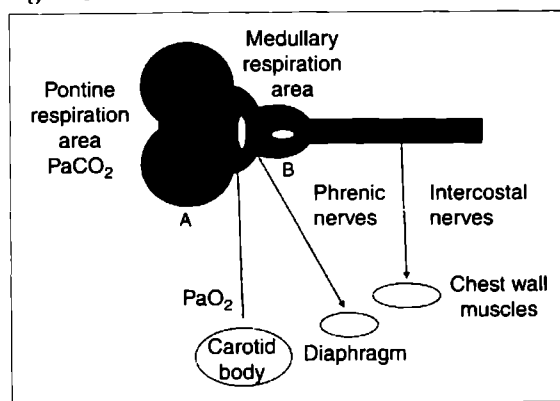 Medullary
respiration
area
Pontine
respiration
area
PaCO₂
A
B
Phrenic
nerves
Intercostal
nerves
PaO₂
Carotid
body
Diaphragm
Chest wall
muscles